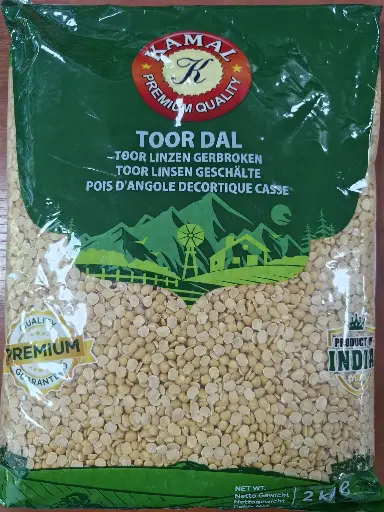 KAMAL
K
PREMIUM QUALITY
TOOR DAL
TOOR LINZEN GERBROKEN
TOOR LINSEN GESCHÄLTE
POIS D'ANGOLE DECORTIQUE CASSE
QUALITY
PREMIUM
GUARANTEED
PRODUCT OF
INDIA
NET WT.
Netto Gewicht
Nettogewicht
2 KG